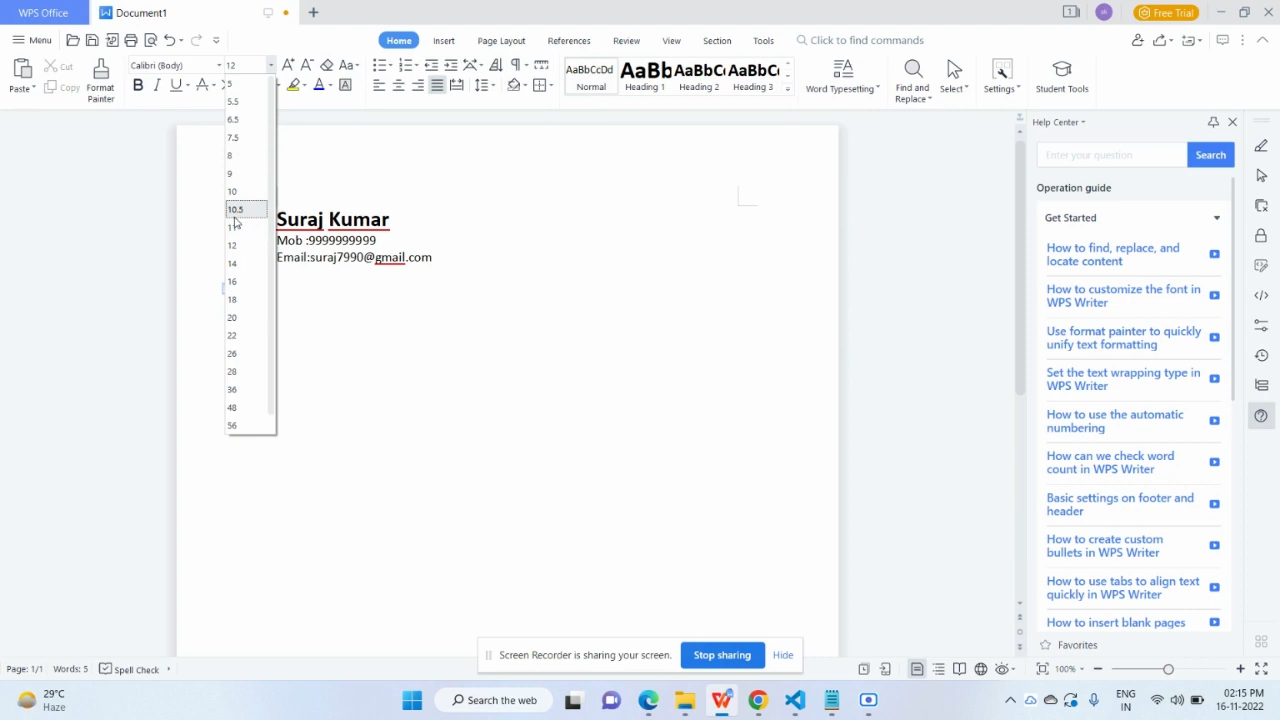 WPS Office
Document1
sh
Free Trial
Menu
Home
Insert
Page Layout
References
Review
View
Section
Tools
Click to find commands
Paste
Cut
Copy
Format Painter
Calibri (Body)
12
AaBbCcDd
Normal
AaBb
Heading 1
AaBbCc
Heading 2
AaBbCc
Heading 3
Word Typesetting
Find and Replace
Select
Settings
Student Tools
5
5.5
6.5
7.5
8
9
10
10.5
11
12
14
16
18
20
22
26
28
36
48
56
Suraj Kumar
Mob :9999999999
Email:suraj7990@gmail.com
Help Center
Enter your question
Search
Operation guide
Get Started
How to find, replace, and
locate content
How to customize the font in
WPS Writer
Use format painter to quickly
unify text formatting
Set the text wrapping type in
WPS Writer
How to use the automatic
numbering
How can we check word
count in WPS Writer
Basic settings on footer and
header
How to create custom
bullets in WPS Writer
How to use tabs to align text
quickly in WPS Writer
How to insert blank pages
Favorites
Screen Recorder is sharing your screen.
Stop sharing
Hide
Page: 1/1
Words: 5
Spell Check
100%
29°C
Haze
Search the web
ENG
IN
02:15 PM
16-11-2022